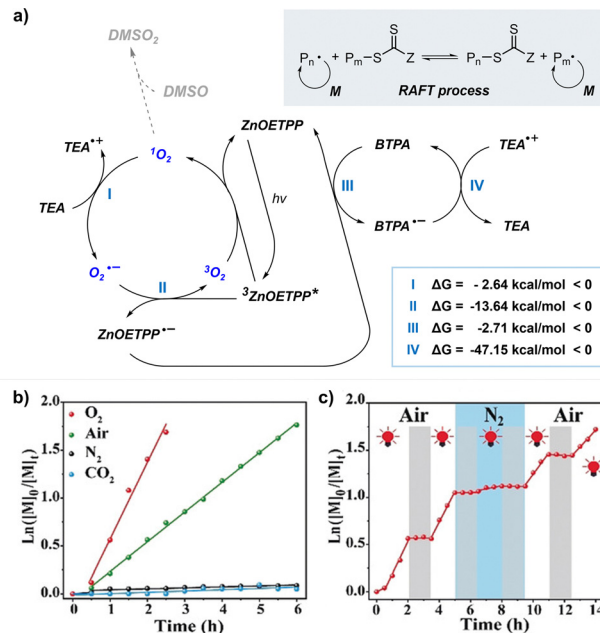 a)
DMSO₂
DMSO
TEA•+
¹O₂
TEA
I
O₂•−
³O₂
II
ZnOETPP•−
³ZnOETPP*
hν
ZnOETPP
BTPA
TEA•+
III
IV
BTPA•−
TEA
S
Pn• + Pm–S Z ⇌ Pn–S Z + Pm•
S
M
RAFT process
M
I ΔG = - 2.64 kcal/mol < 0
II ΔG = -13.64 kcal/mol < 0
III ΔG = -2.71 kcal/mol < 0
IV ΔG = -47.15 kcal/mol < 0
b)
O₂
Air
N₂
CO₂
Ln([M]₀/[M]t)
2.0
1.5
1.0
0.5
0.0
0 1 2 3 4 5 6
Time (h)
c)
Air N₂ Air
Ln([M]₀/[M]t)
2.0
1.5
1.0
0.5
0.0
0 2 4 6 8 10 12 14
Time (h)